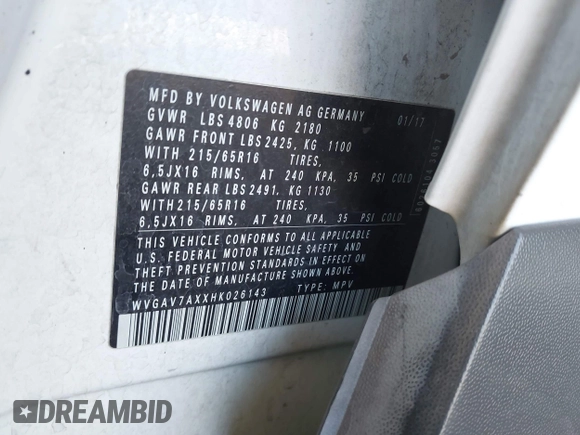 MFD BY VOLKSWAGEN AG GERMANY 01/17
GVWR LBS 4806 KG 2180
GAWR FRONT LBS 2425, KG 1100
WITH 215/65R16 TIRES,
6,5JX16 RIMS, AT 240 KPA, 35 PSI COLD
GAWR REAR LBS 2491, KG 1130
WITH 215/65R16 TIRES,
6,5JX16 RIMS, AT 240 KPA, 35 PSI COLD
THIS VEHICLE CONFORMS TO ALL APPLICABLE
U.S. FEDERAL MOTOR VEHICLE SAFETY AND
THEFT PREVENTION STANDARDS IN EFFECT ON
THE DATE OF MANUFACTURE SHOWN ABOVE.
WVGAV7AXXHK026143 TYPE: MPV
DREAMBID